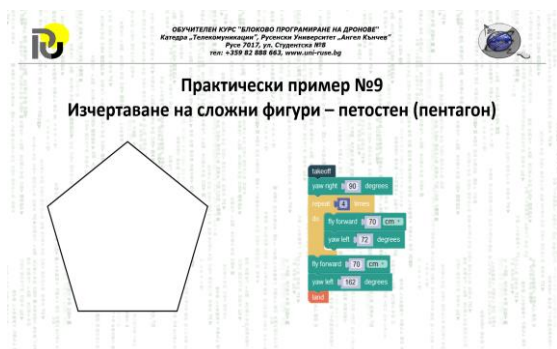 ОБУЧИТЕЛЕН КУРС "БЛОКОВО ПРОГРАМИРАНЕ НА ДРОНОВЕ"
Катедра „Телекомуникации", Русенски Университет „Ангел Кънчев"
Русе 7017, ул. Студентска №8
тел: +359 82 888 663, www.uni-ruse.bg
Практически пример №9
Изчертаване на сложни фигури – петостен (пентагон)
takeoff
yaw right 90 degrees
repeat 4 times
do
fly forward 70 cm
yaw left 72 degrees
fly forward 70 cm
yaw left 162 degrees
land